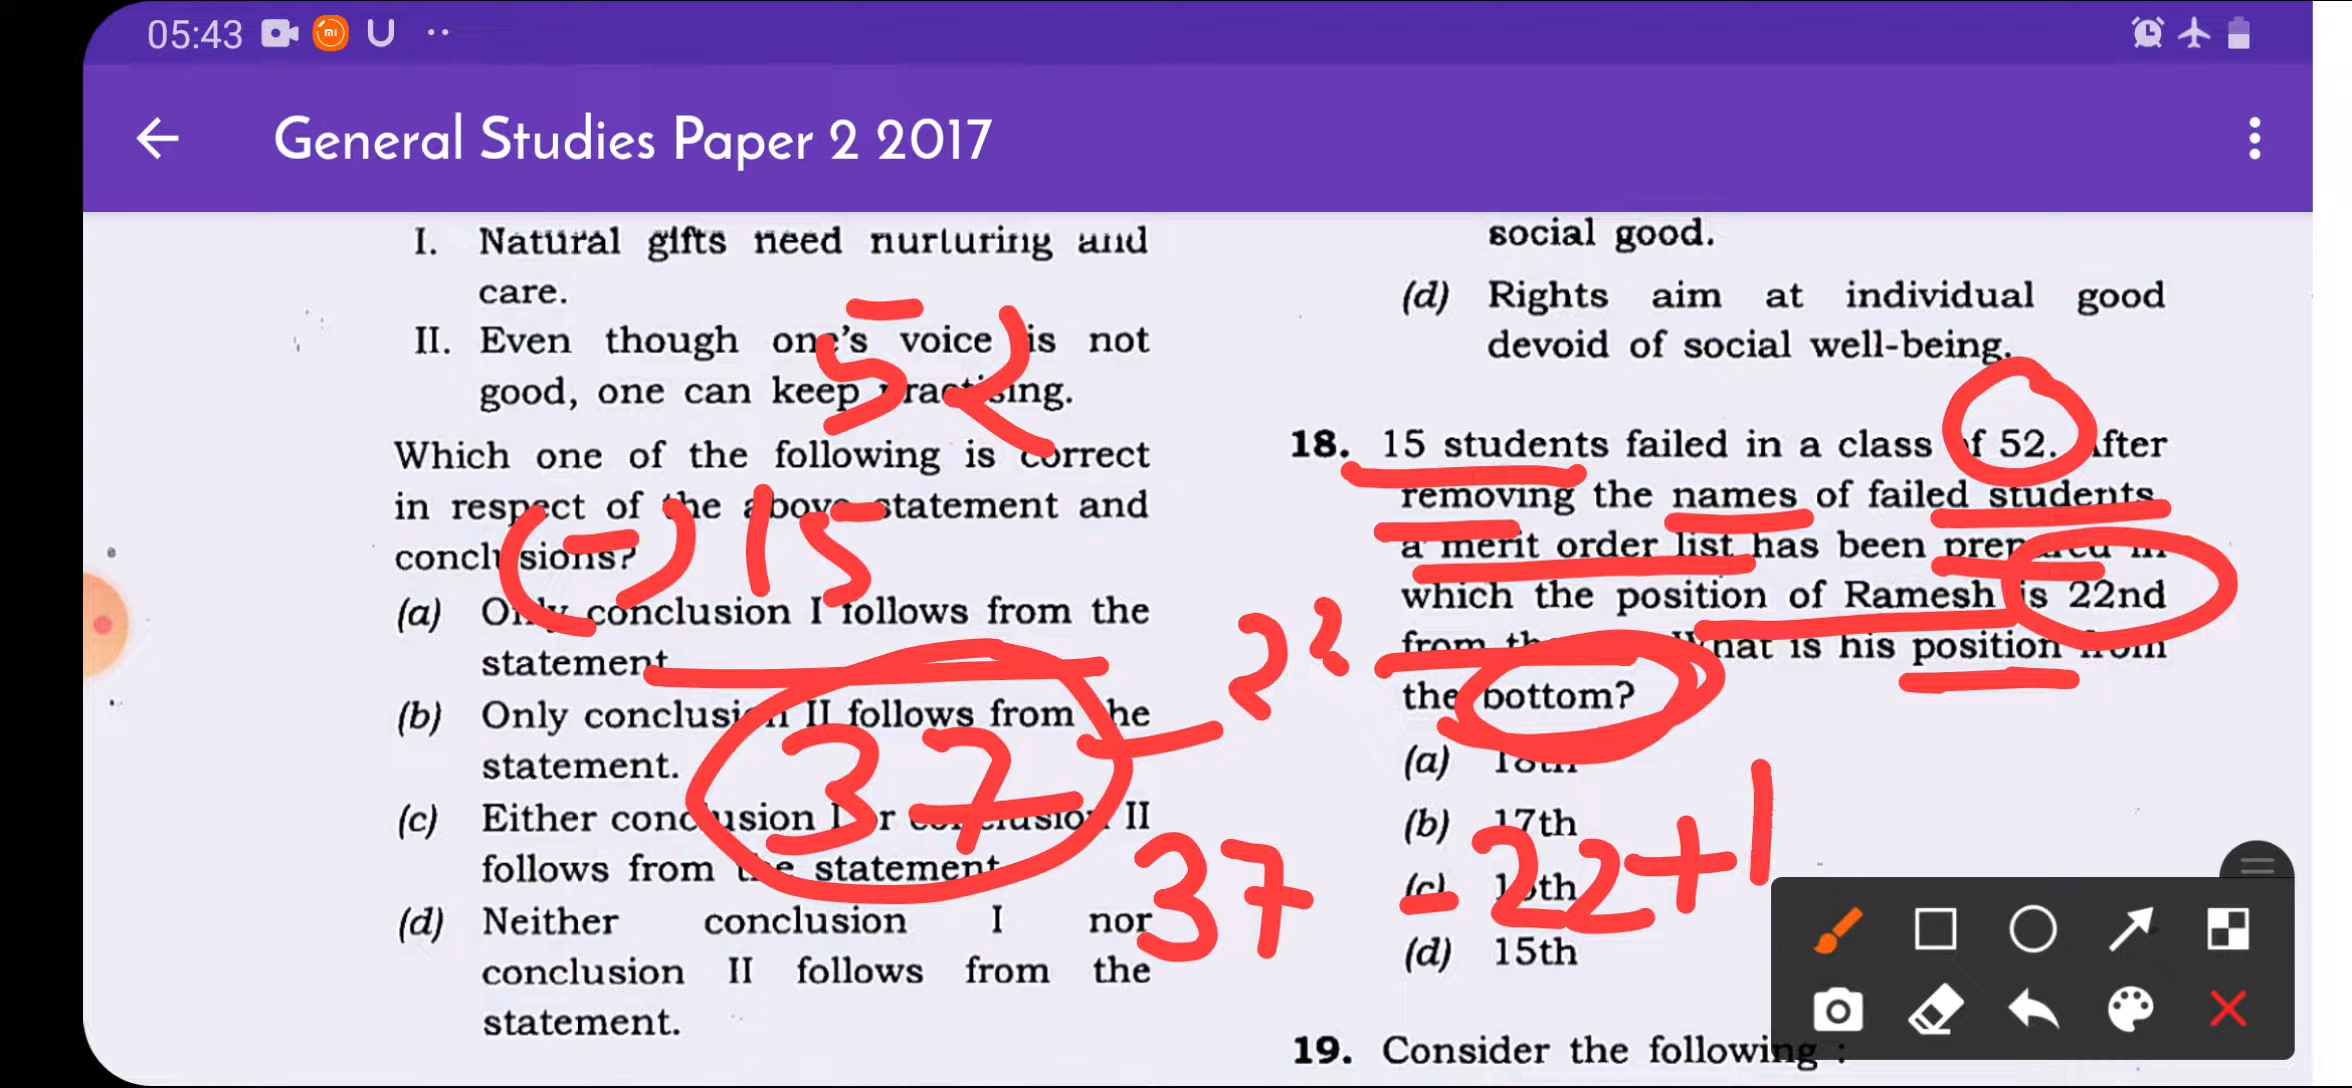 05:43
General Studies Paper 2 2017
I. Natural gifts need nurturing and
care.
II. Even though one's voice is not
good, one can keep practising.
Which one of the following is correct
in respect of the above statement and
conclusions?
(a) Only conclusion I follows from the
statement.
(b) Only conclusion II follows from the
statement.
(c) Either conclusion I or conclusion II
follows from the statement.
(d) Neither conclusion I nor
conclusion II follows from the
statement.
52
(-) 15
37 - 22
37 - 22 + 1
social good.
(d) Rights aim at individual good
devoid of social well-being.
18. 15 students failed in a class of 52. After
removing the names of failed students
a merit order list has been prepared in
which the position of Ramesh is 22nd
from the What is his position from
the bottom?
(a) 18th
(b) 17th
(c) 16th
(d) 15th
19. Consider the following :